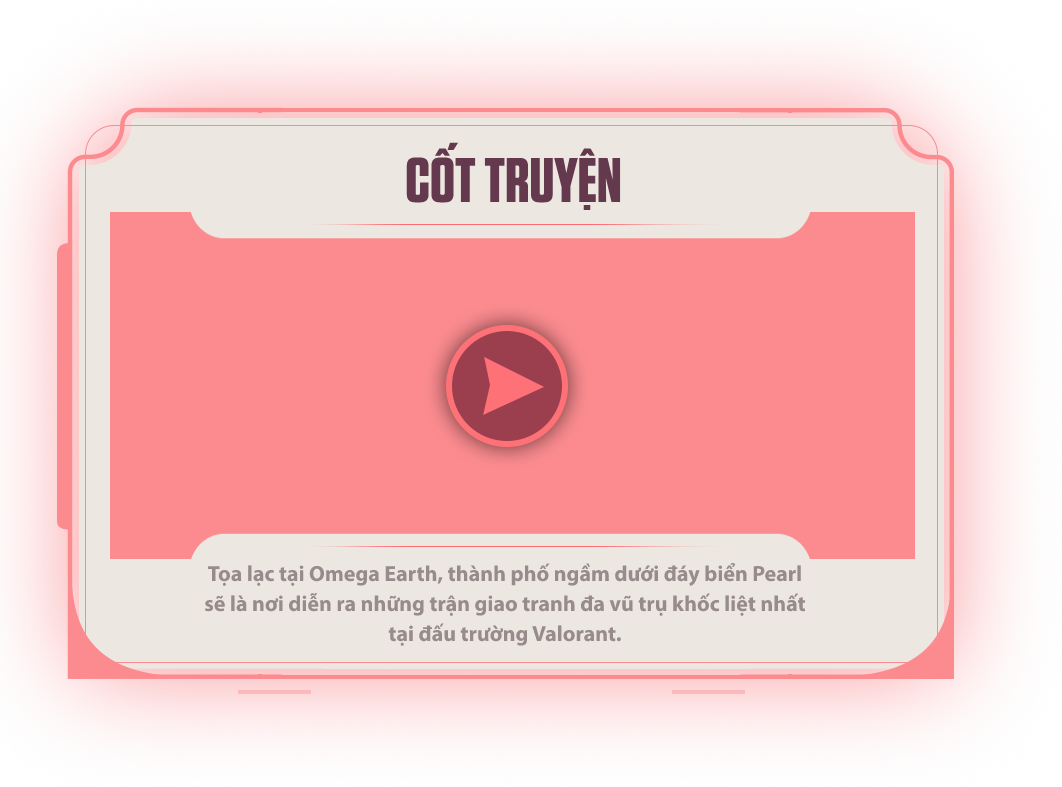 CỐT TRUYỆN
Tọa lạc tại Omega Earth, thành phố ngầm dưới đáy biển Pearl
sẽ là nơi diễn ra những trận giao tranh đa vũ trụ khốc liệt nhất
tại đấu trường Valorant.